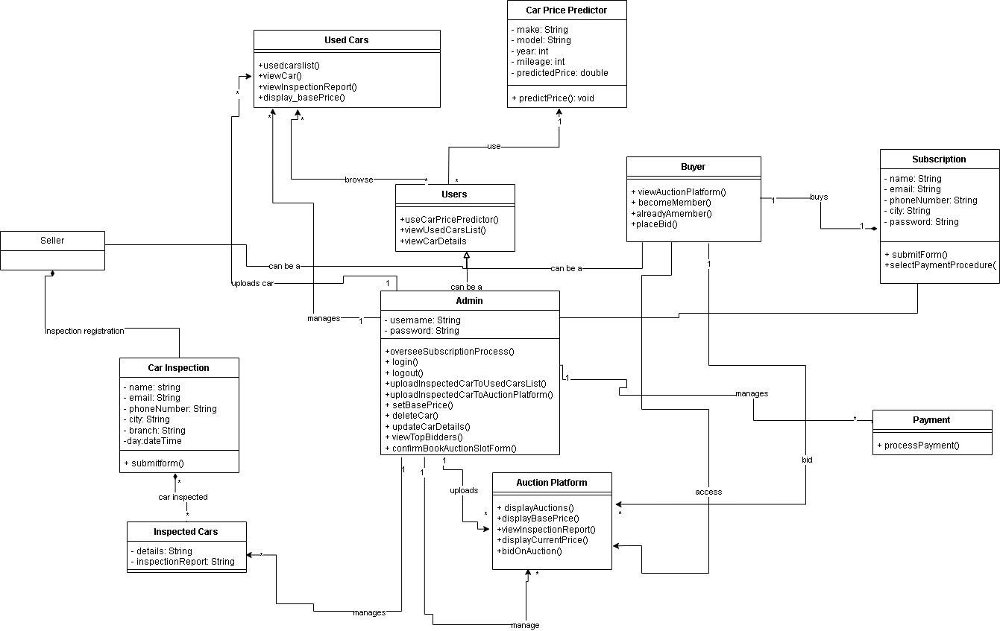 Car Price Predictor
- make: String
- model: String
- year: int
- mileage: int
- predictedPrice: double
+ predictPrice(): void
Used Cars
+usedcarslist()
+viewCar()
+viewInspectionReport()
+display_basePrice()
*
*
*
1
use
browse
*
*
Users
+useCarPricePredictor()
+viewUsedCarsList()
+viewCarDetails
Buyer
+ viewAuctionPlatform()
+ becomeMember()
+alreadyAmember()
+placeBid()
1
buys
1
Subscription
- name: String
- email: String
- phoneNumber: String
- city: String
- password: String
+ submitForm()
+selectPaymentProcedure(
Seller
can be a
can be a
can be a
1
uploads car
1
manages
1
inspection registration
Admin
- username: String
- password: String
+overseeSubscriptionProcess()
+ login()
+ logout()
+uploadInspectedCarToUsedCarsList()
+uploadInspectedCarToAuctionPlatform()
+ setBasePrice()
+ deleteCar()
+ updateCarDetails()
+ viewTopBidders()
+ confirmBookAuctionSlotForm()
1
manages
*
Payment
+ processPayment()
Car Inspection
- name: string
- email: String
- phoneNumber: String
- city: String
- branch: String
-day:dateTime
+ submitform()
*
car inspected
*
Inspected Cars
- details: String
- inspectionReport: String
*
manages
1
1
1
uploads
*
manage
*
Auction Platform
+ displayAuctions()
+displayBasePrice()
+viewInspectionReport()
+displayCurrentPrice()
+bidOnAuction()
bid
*
access